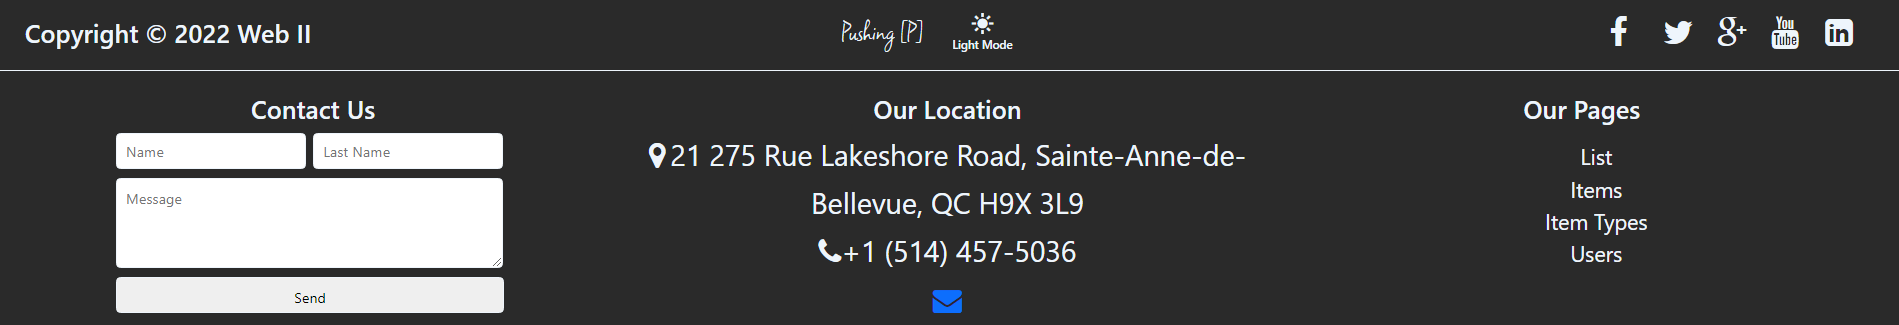 Copyright © 2022 Web II
Pushing [P]
Light Mode
f
g+
You
Tube
in
Contact Us
Name
Last Name
Message
Send
Our Location
21 275 Rue Lakeshore Road, Sainte-Anne-de-
Bellevue, QC H9X 3L9
+1 (514) 457-5036
Our Pages
List
Items
Item Types
Users